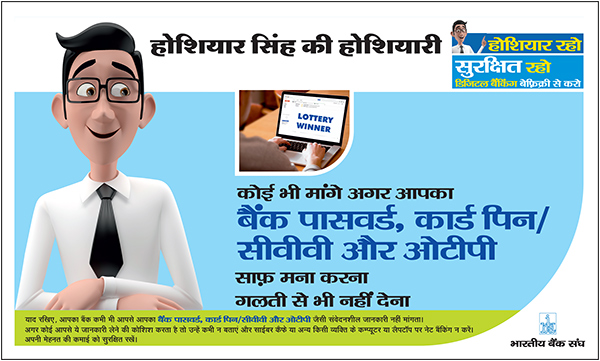 होशियार सिंह की होशियारी
होशियार रहो
सुरक्षित रहो
डिजिटल बैंकिंग बेफ़िक्री से करो
LOTTERY
WINNER
कोई भी मांगे अगर आपका
बैंक पासवर्ड, कार्ड पिन/
सीवीवी और ओटीपी
साफ़ मना करना
गलती से भी नहीं देना
याद रखिए, आपका बैंक कभी भी आपसे आपका बैंक पासवर्ड, कार्ड पिन/सीवीवी और ओटीपी जैसी संवेदनशील जानकारी नहीं मांगता।
अगर कोई आपसे ये जानकारी लेने की कोशिश करता है तो उन्हें कभी न बताएं और साईबर कैफे या अन्य किसी व्यक्ति के कम्प्यूटर या लैपटॉप पर नेट बैंकिंग न करें।
अपनी मेहनत की कमाई को सुरक्षित रखें।
भारतीय बैंक संघ